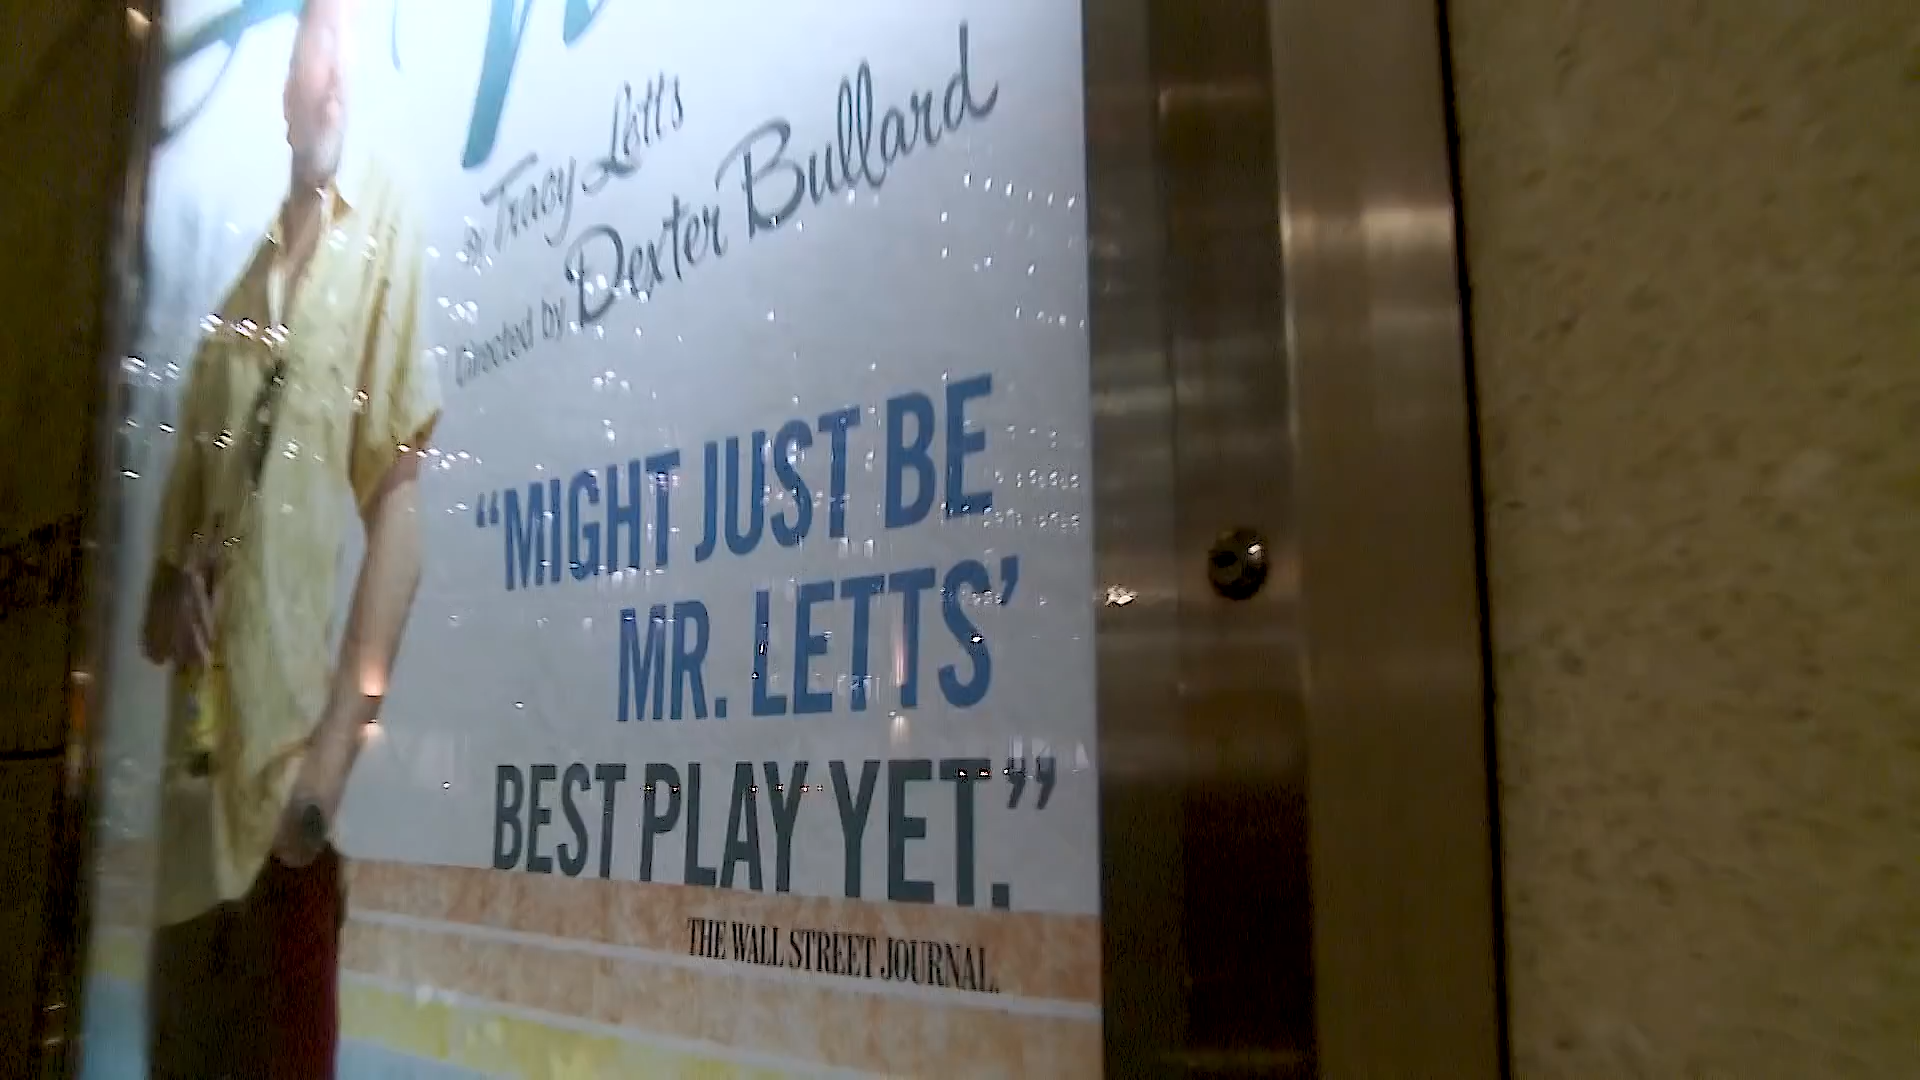 By Tracy Letts
Directed by Dexter Bullard
“MIGHT JUST BE
MR. LETTS’
BEST PLAY YET.”
THE WALL STREET JOURNAL.